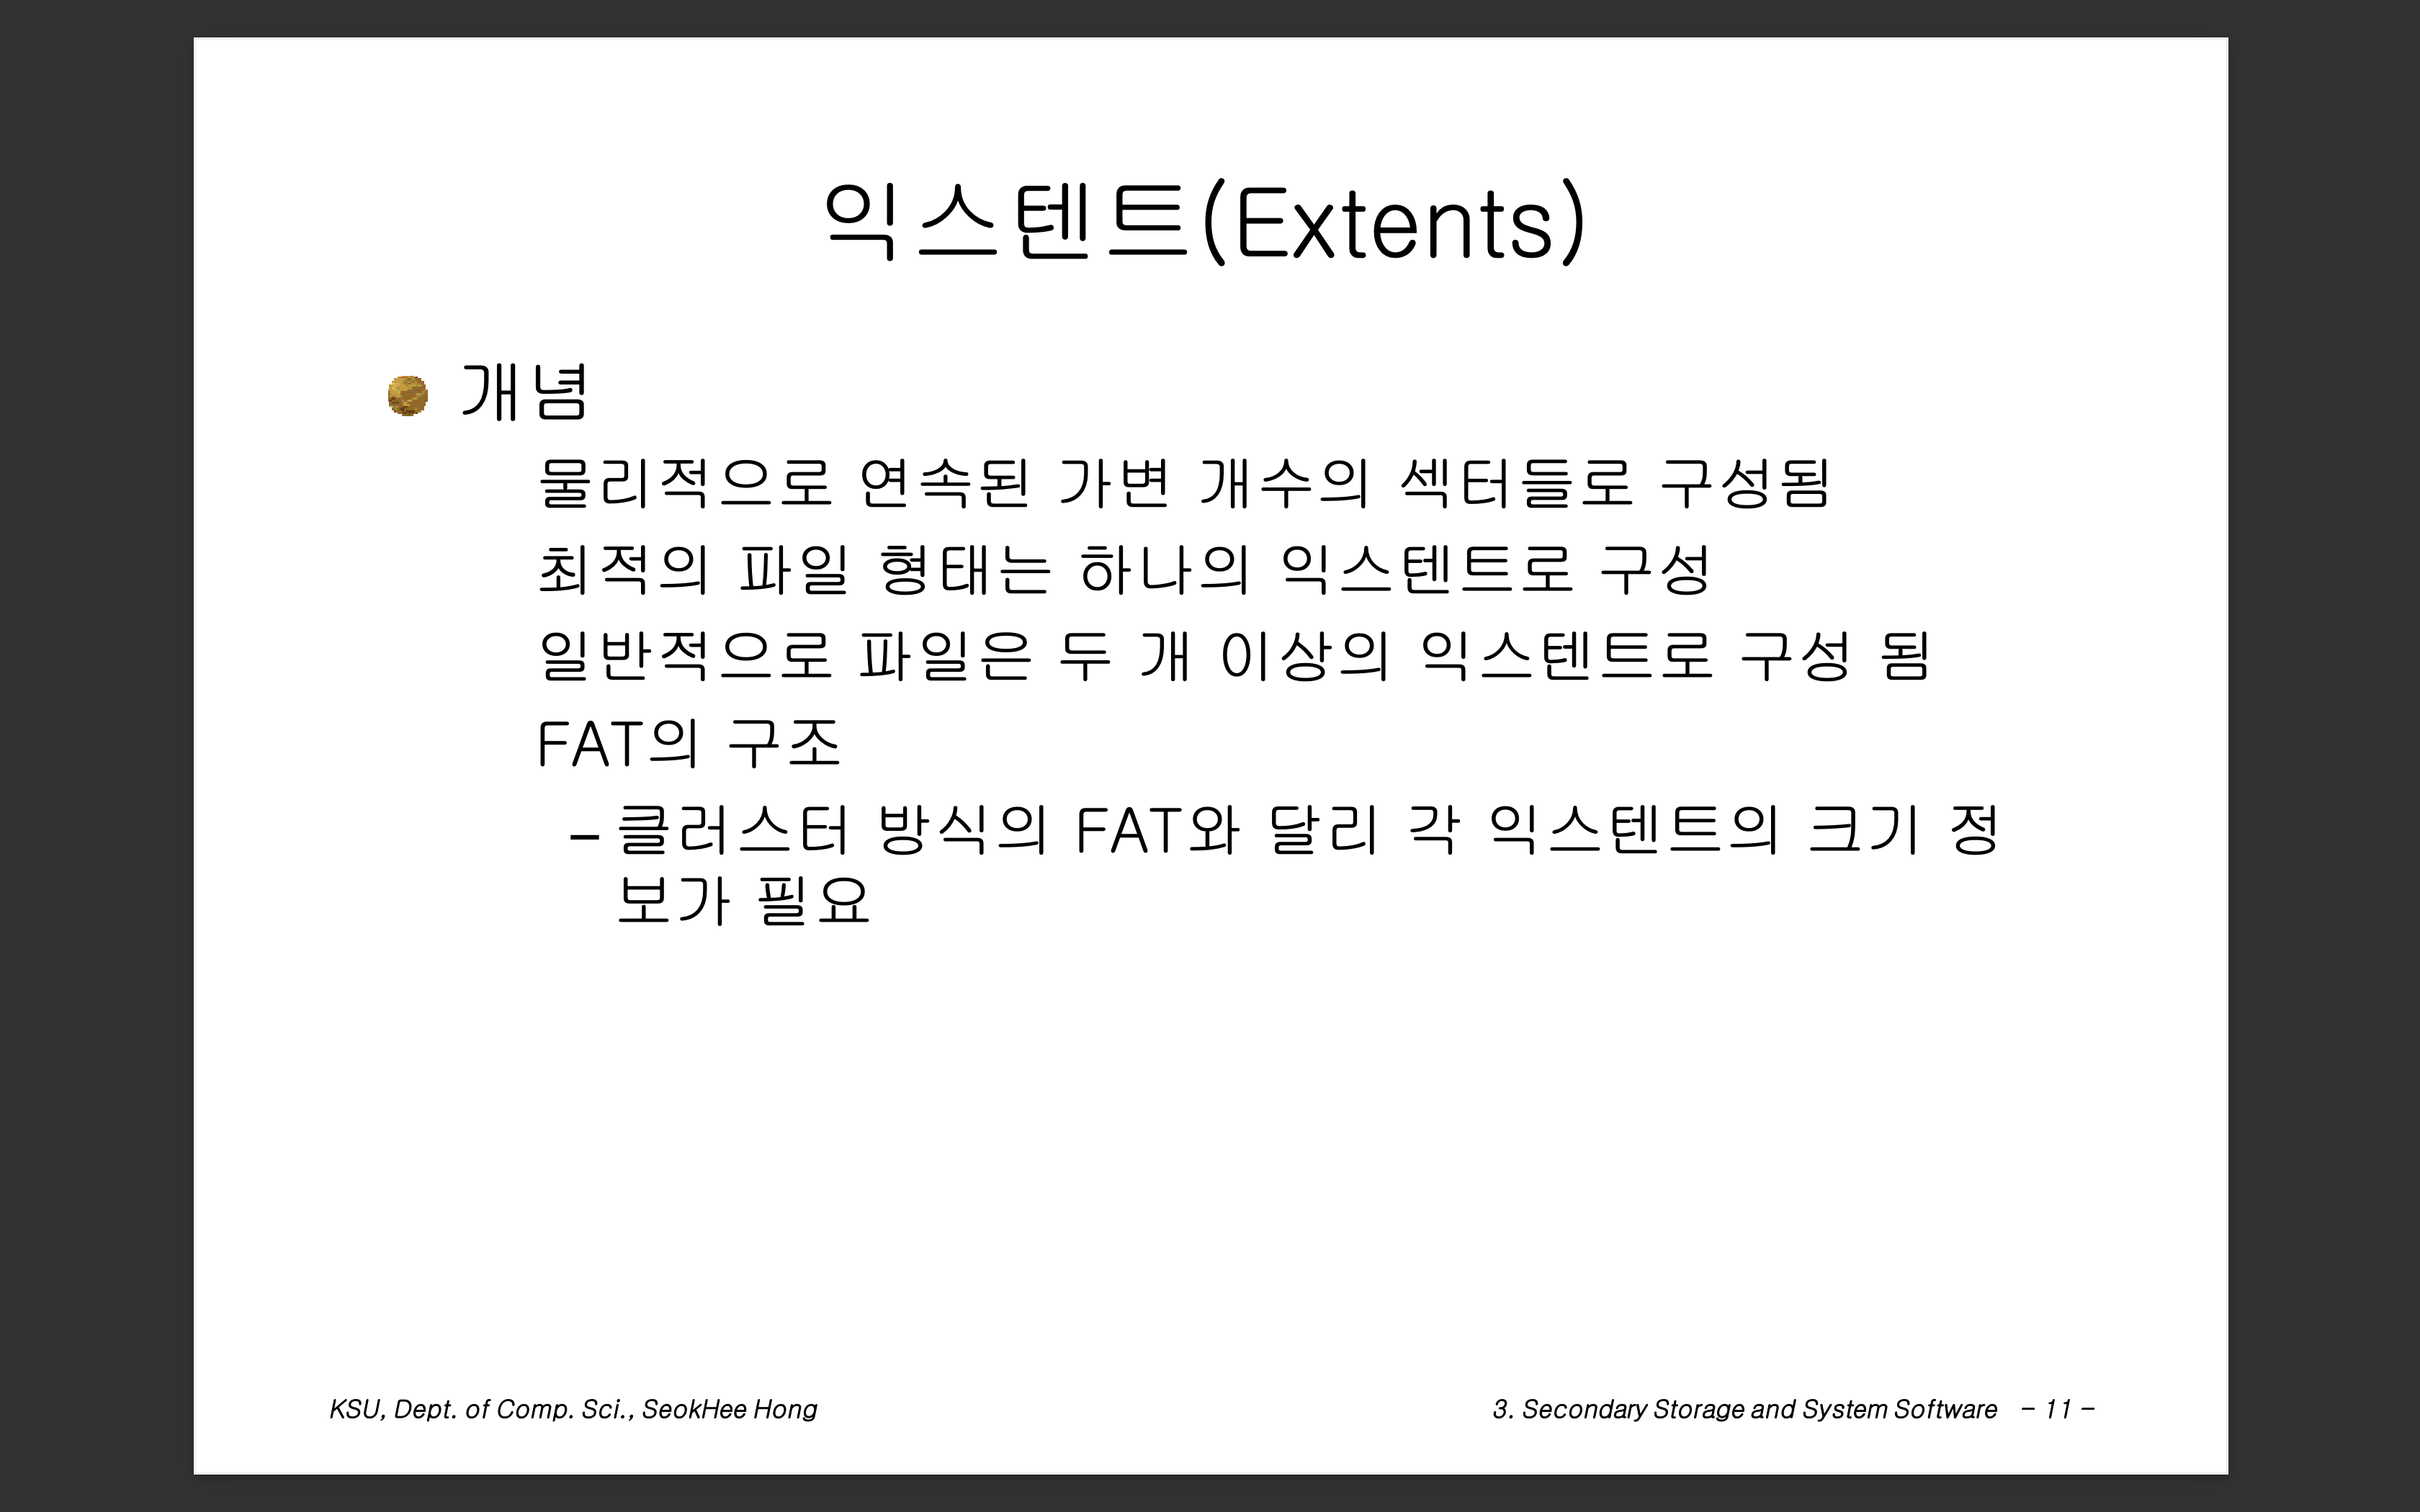 익스텐트(Extents)
개념
물리적으로 연속된 가변 개수의 섹터들로 구성됨
최적의 파일 형태는 하나의 익스텐트로 구성
일반적으로 파일은 두 개 이상의 익스텐트로 구성 됨
FAT의 구조
– 클러스터 방식의 FAT와 달리 각 익스텐트의 크기 정
보가 필요
KSU, Dept. of Comp. Sci., SeokHee Hong
3. Secondary Storage and System Software – 11 –